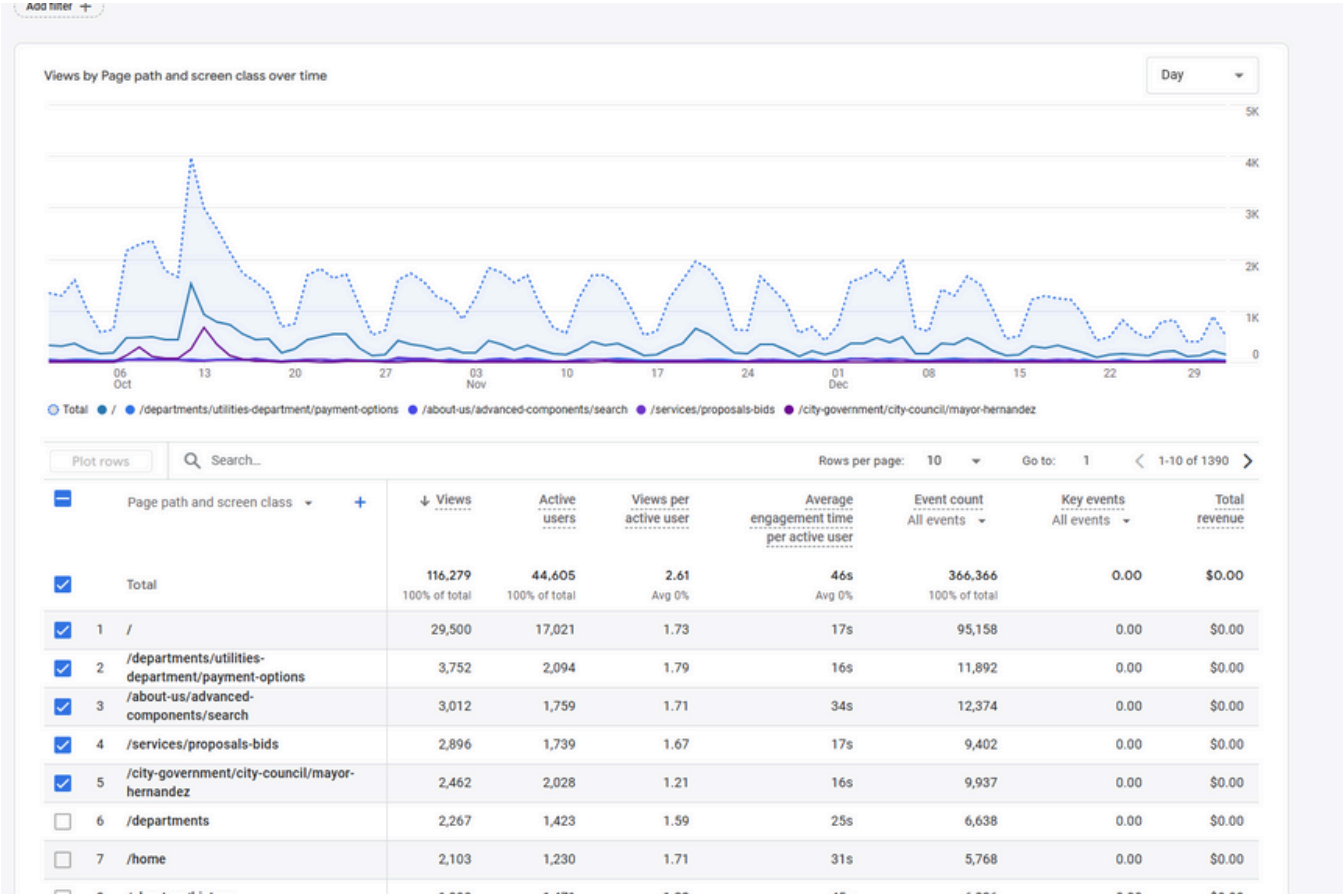 Add filter +
Views by Page path and screen class over time
Day
5K
4K
3K
2K
1K
0
06 13 20 27 03 10 17 24 01 08 15 22 29
Oct Nov Dec
Total / /departments/utilities-department/payment-options /about-us/advanced-components/search /services/proposals-bids /city-government/city-council/mayor-hernandez
Plot rows Search... Rows per page: 10 Go to: 1 1-10 of 1390
Page path and screen class + Views Active users Views per active user Average engagement time per active user Event count All events Key events All events Total revenue
Total 116,279 44,605 2.61 46s 366,366 0.00 $0.00
100% of total 100% of total Avg 0% Avg 0% 100% of total
1 / 29,500 17,021 1.73 17s 95,158 0.00 $0.00
2 /departments/utilities-department/payment-options 3,752 2,094 1.79 16s 11,892 0.00 $0.00
3 /about-us/advanced-components/search 3,012 1,759 1.71 34s 12,374 0.00 $0.00
4 /services/proposals-bids 2,896 1,739 1.67 17s 9,402 0.00 $0.00
5 /city-government/city-council/mayor-hernandez 2,462 2,028 1.21 16s 9,937 0.00 $0.00
6 /departments 2,267 1,423 1.59 25s 6,638 0.00 $0.00
7 /home 2,103 1,230 1.71 31s 5,768 0.00 $0.00